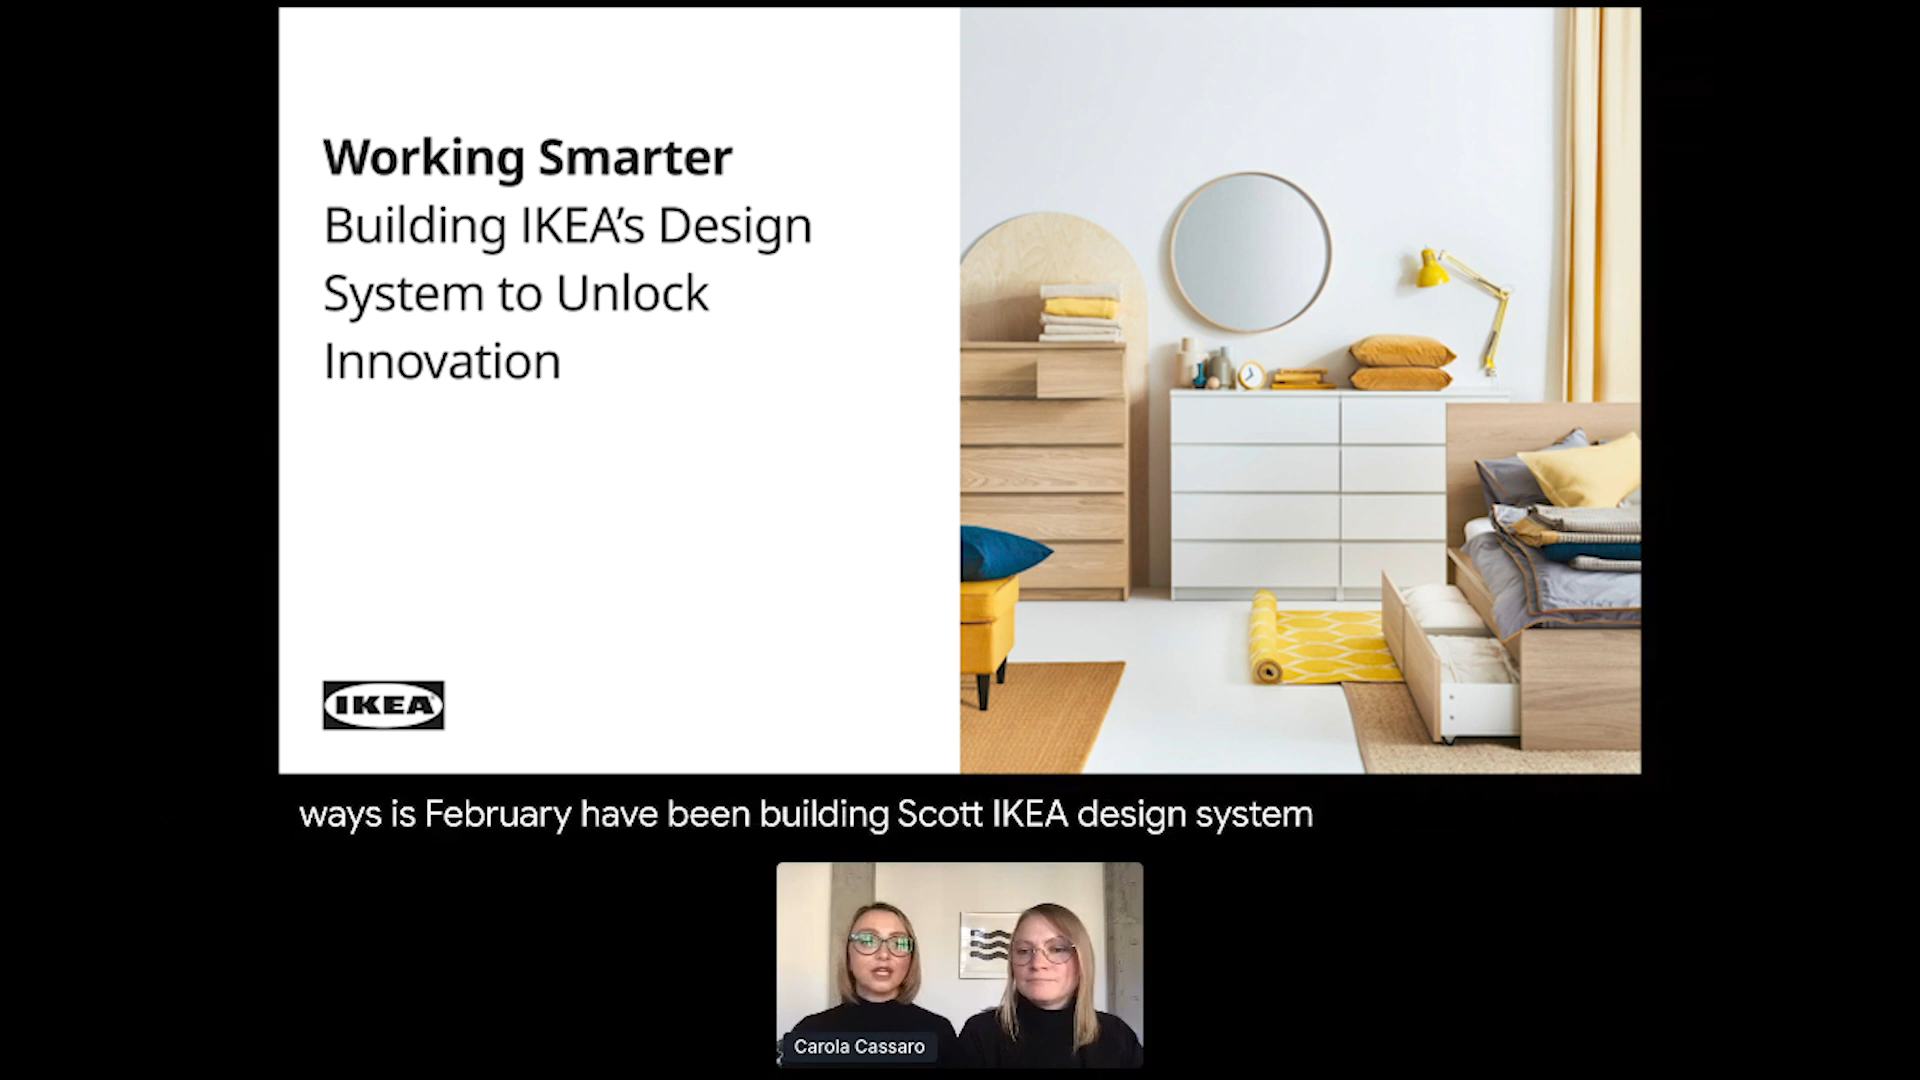 Working Smarter
Building IKEA's Design
System to Unlock
Innovation
IKEA
ways is February have been building Scott IKEA design system
Carola Cassaro